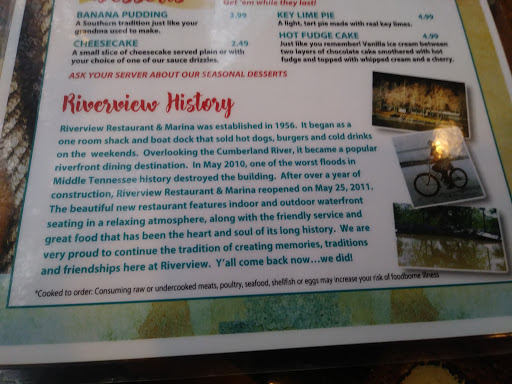 Get 'em while they last!
BANANA PUDDING 3.99
A Southern tradition just like your
grandma used to make.
CHEESECAKE 2.49
A small slice of cheesecake served plain or with
your choice of one of our sauce drizzles.
KEY LIME PIE 4.99
A light, tart pie made with real key limes.
HOT FUDGE CAKE 4.99
Just like you remember! Vanilla ice cream between
two layers of chocolate cake smothered with hot
fudge and topped with whipped cream and a cherry.
ASK YOUR SERVER ABOUT OUR SEASONAL DESSERTS
Riverview History
Riverview Restaurant & Marina was established in 1956. It began as a
one room shack and boat dock that sold hot dogs, burgers and cold drinks
on the weekends. Overlooking the Cumberland River, it became a popular
riverfront dining destination. In May 2010, one of the worst floods in
Middle Tennessee history destroyed the building. After over a year of
construction, Riverview Restaurant & Marina reopened on May 25, 2011.
The beautiful new restaurant features indoor and outdoor waterfront
seating in a relaxing atmosphere, along with the friendly service and
great food that has been the heart and soul of its long history. We are
very proud to continue the tradition of creating memories, traditions
and friendships here at Riverview. Y'all come back now...we did!
*Cooked to order: Consuming raw or undercooked meats, poultry, seafood, shellfish or eggs may increase your risk of foodborne illness